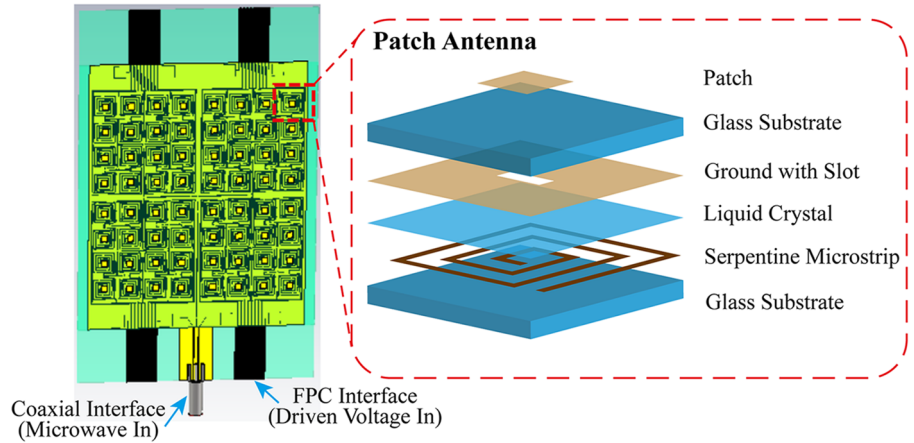 Patch Antenna
Patch
Glass Substrate
Ground with Slot
Liquid Crystal
Serpentine Microstrip
Glass Substrate
Coaxial Interface
(Microwave In)
FPC Interface
(Driven Voltage In)